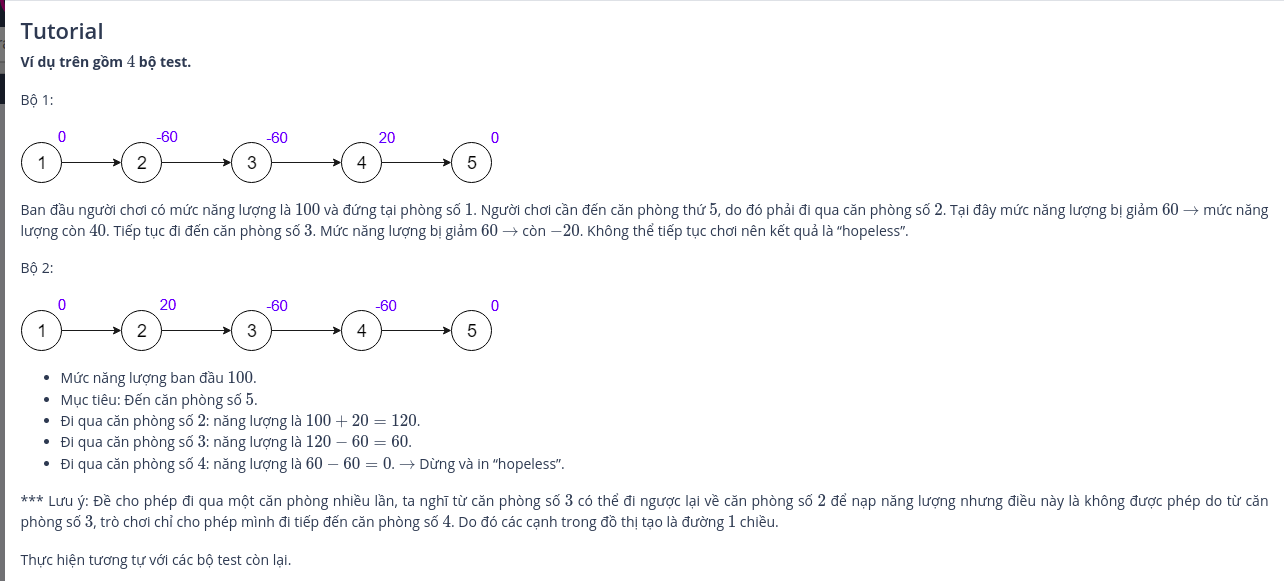 Tutorial
Ví dụ trên gồm 4 bộ test.
Bộ 1:
0 -60 -60 20 0
1 2 3 4 5
Ban đầu người chơi có mức năng lượng là 100 và đứng tại phòng số 1. Người chơi cần đến căn phòng thứ 5, do đó phải đi qua căn phòng số 2. Tại đây mức năng lượng bị giảm 60 → mức năng
lượng còn 40. Tiếp tục đi đến căn phòng số 3. Mức năng lượng bị giảm 60 → còn −20. Không thể tiếp tục chơi nên kết quả là “hopeless”.
Bộ 2:
0 20 -60 -60 0
1 2 3 4 5
• Mức năng lượng ban đầu 100.
• Mục tiêu: Đến căn phòng số 5.
• Đi qua căn phòng số 2: năng lượng là 100 + 20 = 120.
• Đi qua căn phòng số 3: năng lượng là 120 − 60 = 60.
• Đi qua căn phòng số 4: năng lượng là 60 − 60 = 0. → Dừng và in “hopeless”.
*** Lưu ý: Đề cho phép đi qua một căn phòng nhiều lần, ta nghĩ từ căn phòng số 3 có thể đi ngược lại về căn phòng số 2 để nạp năng lượng nhưng điều này là không được phép do từ căn
phòng số 3, trò chơi chỉ cho phép mình đi tiếp đến căn phòng số 4. Do đó các cạnh trong đồ thị tạo là đường 1 chiều.
Thực hiện tương tự với các bộ test còn lại.